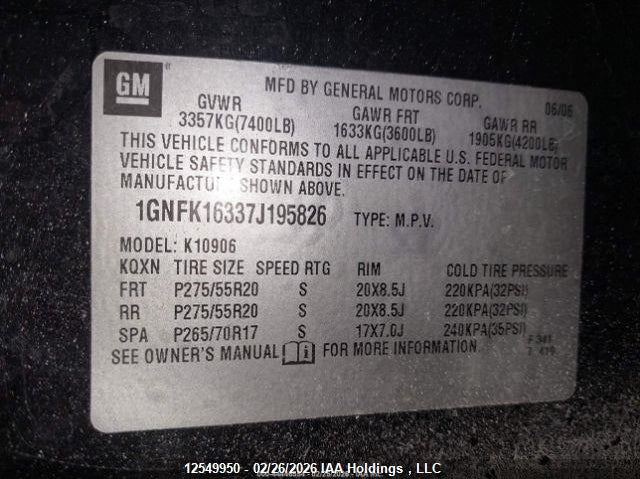 GM ®
MFD BY GENERAL MOTORS CORP. 06/06
GVWR GAWR FRT GAWR RR
3357KG(7400LB) 1633KG(3600LB) 1905KG(4200LB)
THIS VEHICLE CONFORMS TO ALL APPLICABLE U.S. FEDERAL MOTOR
VEHICLE SAFETY STANDARDS IN EFFECT ON THE DATE OF
MANUFACTU SHOWN ABOVE.
1GNFK16337J195826 TYPE: M.P.V.
MODEL: K10906
KQXN TIRE SIZE SPEED RTG RIM COLD TIRE PRESSURE
FRT P275/55R20 S 20X8.5J 220KPA(32PSI)
RR P275/55R20 S 20X8.5J 220KPA(32PSI)
SPA P265/70R17 S 17X7.0J 240KPA(35PSI)
SEE OWNER'S MANUAL i FOR MORE INFORMATION.
12549950 - 02/26/2026 IAA Holdings , LLC